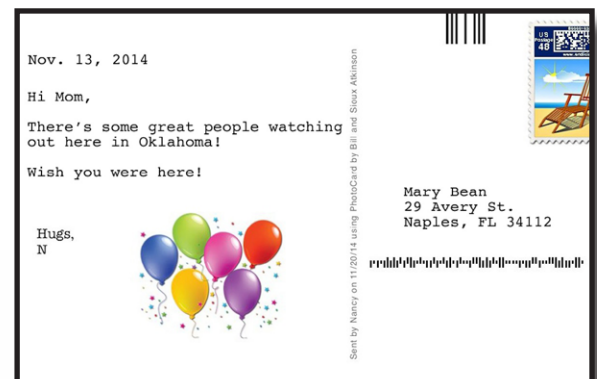 Nov. 13, 2014
Hi Mom,
There's some great people watching
out here in Oklahoma!
Wish you were here!
Hugs,
N
Sent by Nancy on 11/20/14 using PhotoCard by Bill and Sieux Atkinson
US
Postage
48
Mary Bean
29 Avery St.
Naples, FL 34112